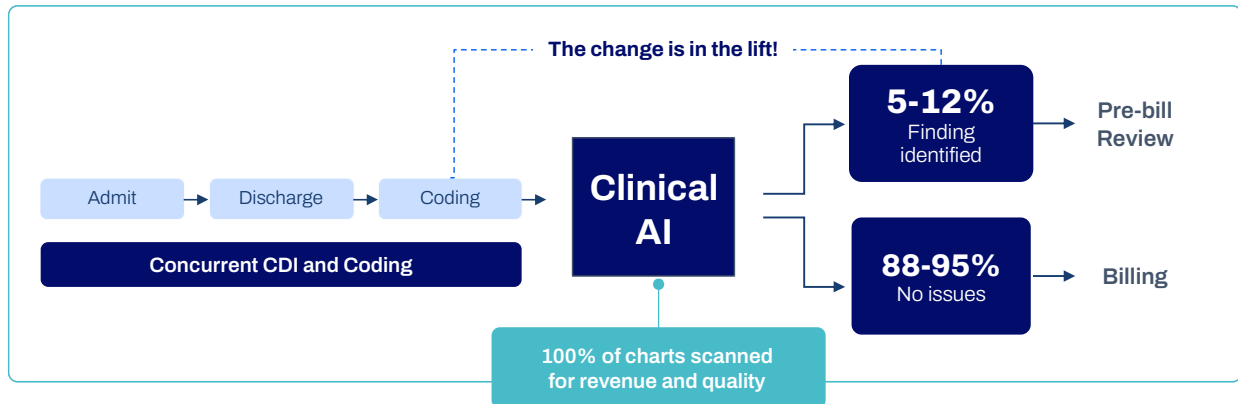 The change is in the lift!
5-12%
Finding
identified
Pre-bill
Review
Admit
Discharge
Coding
Clinical
AI
Concurrent CDI and Coding
88-95%
No issues
Billing
100% of charts scanned
for revenue and quality